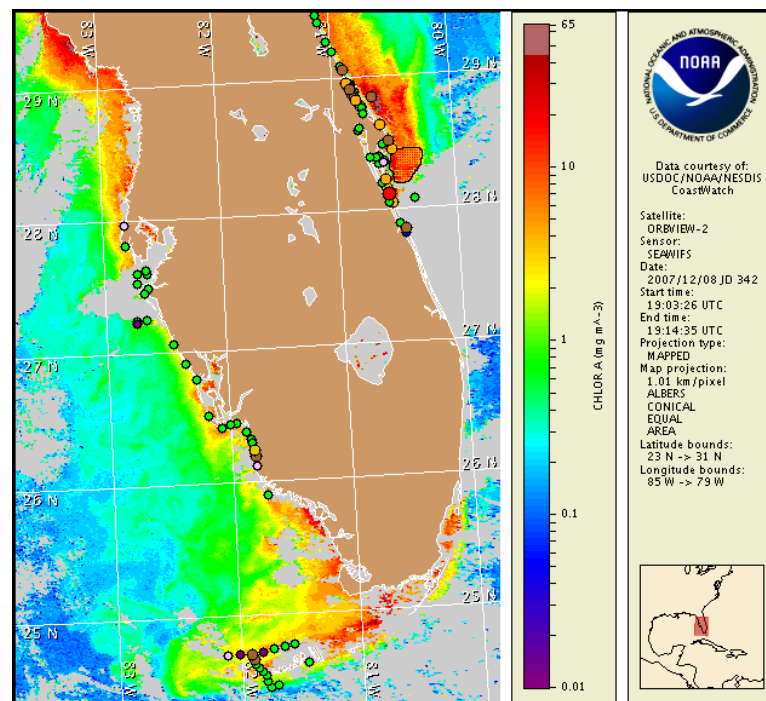 83 W
82 W
81 W
80 W
29 N
29 N
28 N
28 N
27 N
27 N
26 N
26 N
25 N
25 N
83 W
82 W
81 W
65
10
1
0.1
0.01
CHLOR A (mg m^-3)
NATIONAL OCEANIC AND ATMOSPHERIC ADMINISTRATION
NOAA
U.S. DEPARTMENT OF COMMERCE
Data courtesy of:
USDOC/NOAA/NESDIS
CoastWatch
Satellite:
ORBVIEW-2
Sensor:
SEAWIFS
Date:
2007/12/08 JD 342
Start time:
19:03:26 UTC
End time:
19:14:35 UTC
Projection type:
MAPPED
Map projection:
1.01 km/pixel
ALBERS
CONICAL
EQUAL
AREA
Latitude bounds:
23 N -> 31 N
Longitude bounds:
85 W -> 79 W